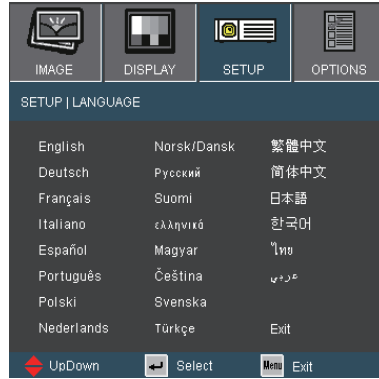 IMAGE DISPLAY SETUP OPTIONS
SETUP | LANGUAGE
English Norsk/Dansk 繁體中文
Deutsch Русский 简体中文
Français Suomi 日本語
Italiano ελληνικά 한국어
Español Magyar ไทย
Português Čeština عربي
Polski Svenska
Nederlands Türkçe Exit
UpDown Select Menu Exit